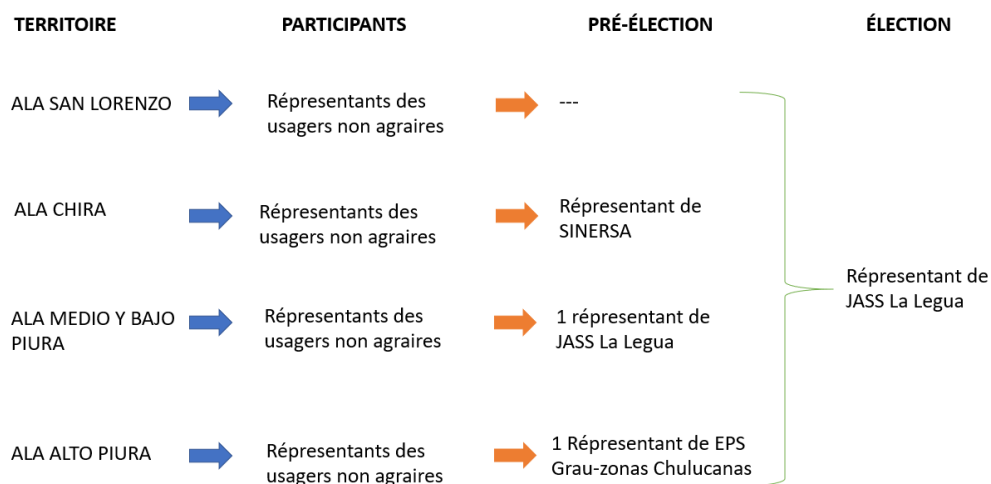 TERRITOIRE PARTICIPANTS PRÉ-ÉLECTION ÉLECTION
ALA SAN LORENZO
Répresentants des
usagers non agraires
---
ALA CHIRA
Répresentants des
usagers non agraires
Répresentant de
SINERSA
ALA MEDIO Y BAJO
PIURA
Répresentants des
usagers non agraires
1 répresentant de
JASS La Legua
ALA ALTO PIURA
Répresentants des
usagers non agraires
1 Répresentant de EPS
Grau-zonas Chulucanas
Répresentant de
JASS La Legua